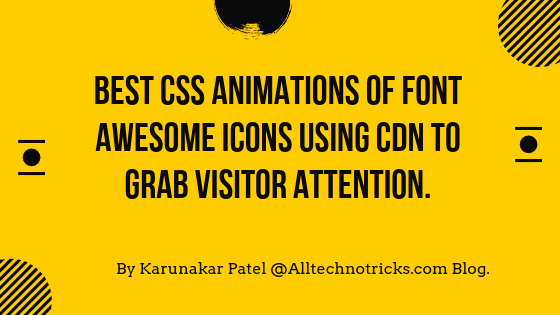 BEST CSS ANIMATIONS OF FONT
AWESOME ICONS USING CDN TO
GRAB VISITOR ATTENTION.
By Karunakar Patel @Alltechnotricks.com Blog.